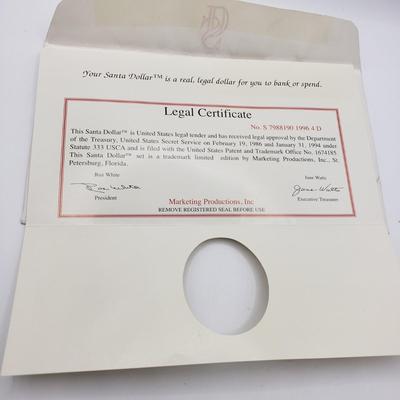 Your Santa Dollar™ is a real, legal dollar for you to bank or spend.
Legal Certificate
No. S 7988190 1996 4 D
This Santa Dollar™ is United States legal tender and has received legal approval by the Department
of the Treasury, United States Secret Service on February 19, 1986 and January 31, 1994 under
Statute 333 USCA and is filed with the United States Patent and Trademark Office No. 1674185.
This Santa Dollar™ set is a trademark limited edition by Marketing Productions, Inc., St.
Petersburg, Florida.
Roz White
June Watts
President
Executive Treasurer
Marketing Productions, Inc
REMOVE REGISTERED SEAL BEFORE USE